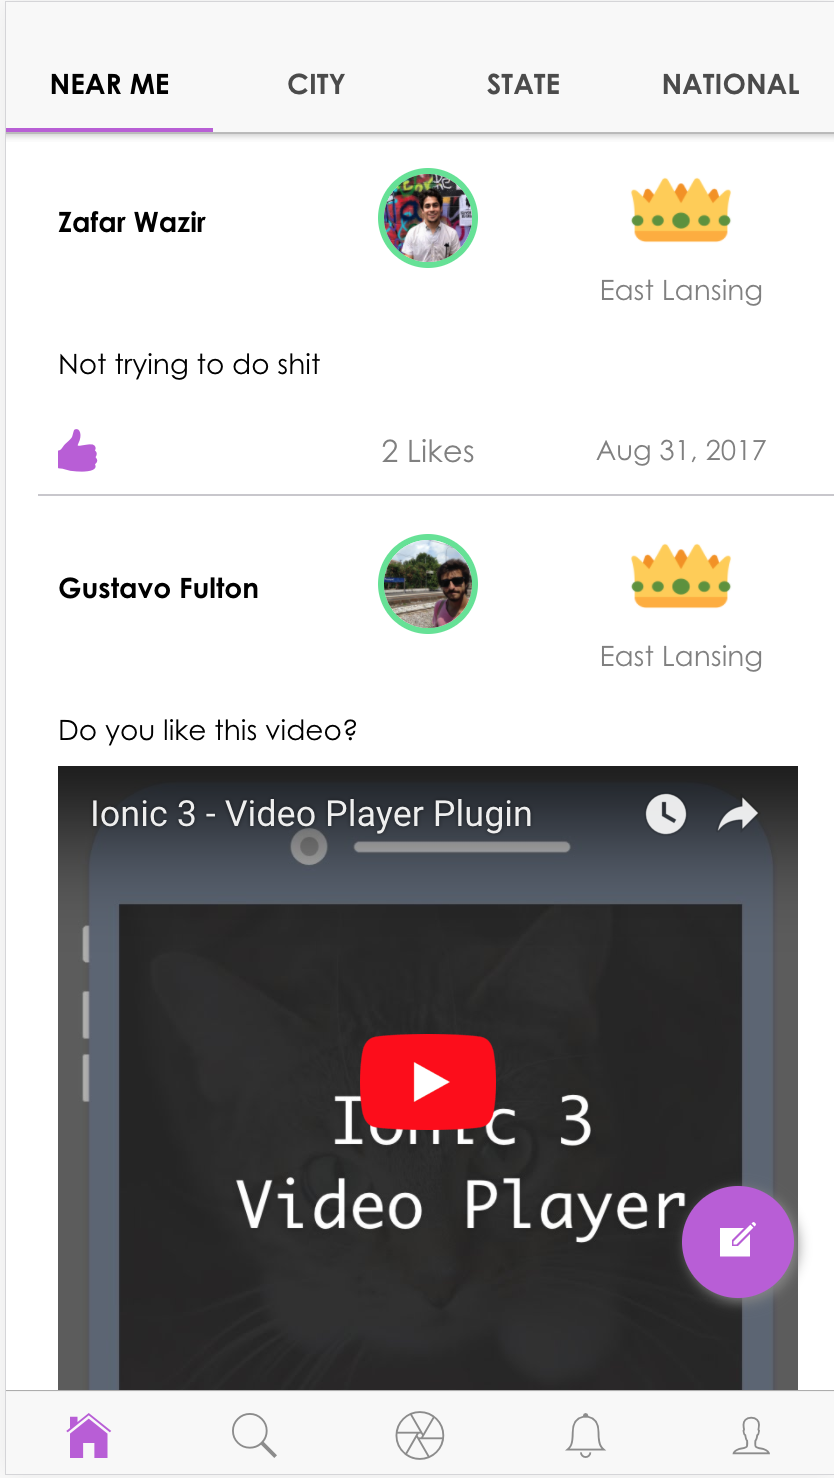 NEAR ME CITY STATE NATIONAL
Zafar Wazir
East Lansing
Not trying to do shit
2 Likes Aug 31, 2017
Gustavo Fulton
East Lansing
Do you like this video?
Ionic 3 - Video Player Plugin
Ionic 3
Video Player